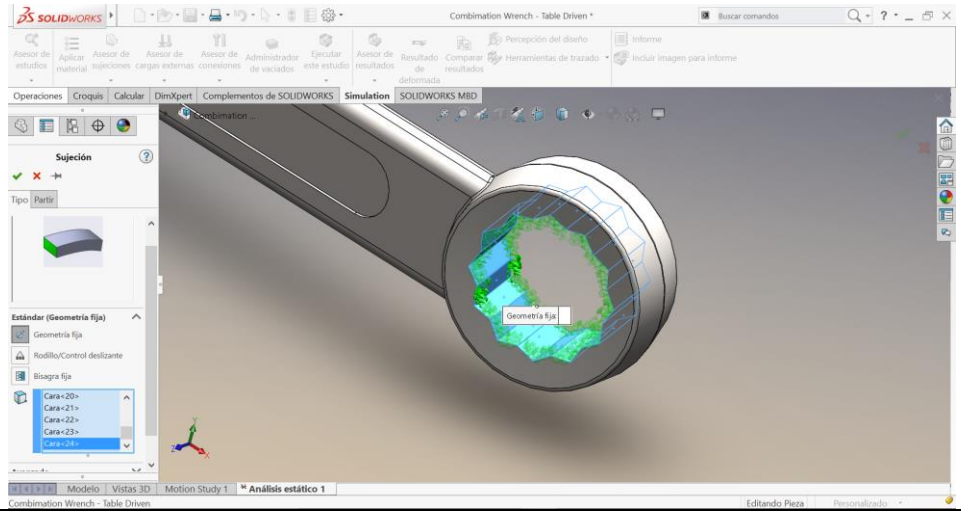 SOLIDWORKS
Combimation Wrench - Table Driven *
Buscar comandos
Asesor de estudios
Aplicar material
Asesor de sujeciones
Asesor de cargas externas
Asesor de conexiones
Administrador de vaciados
Ejecutar este estudio
Asesor de resultados
Resultado de deformada
Comparar resultados
Percepción del diseño
Herramientas de trazado
Informe
Incluir imagen para informe
Operaciones Croquis Calcular DimXpert Complementos de SOLIDWORKS Simulation SOLIDWORKS MBD
Combimation ...
Sujeción
Tipo Partir
Estándar (Geometría fija)
Geometría fija
Rodillo/Control deslizante
Bisagra fija
Cara<20>
Cara<21>
Cara<22>
Cara<23>
Cara<24>
Geometría fija:
Y
Z
X
Modelo Vistas 3D Motion Study 1 Análisis estático 1
Combimation Wrench - Table Driven
Editando Pieza
Personalizado